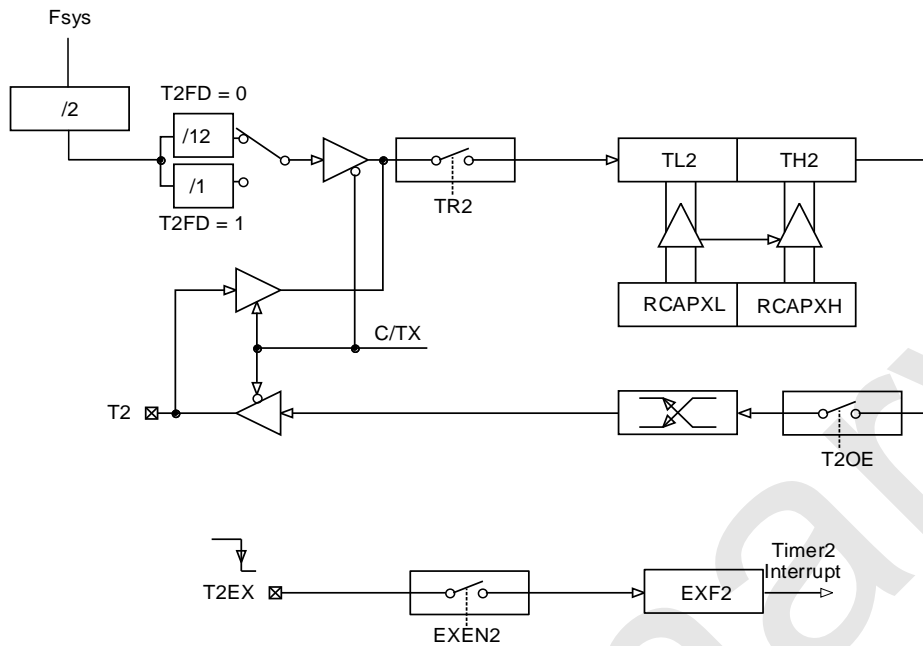 Fsys
/2
T2FD = 0
/12
/1
T2FD = 1
TR2
TL2
TH2
RCAPXL
RCAPXH
C/TX
T2
T2OE
T2EX
EXEN2
EXF2
Timer2
Interrupt